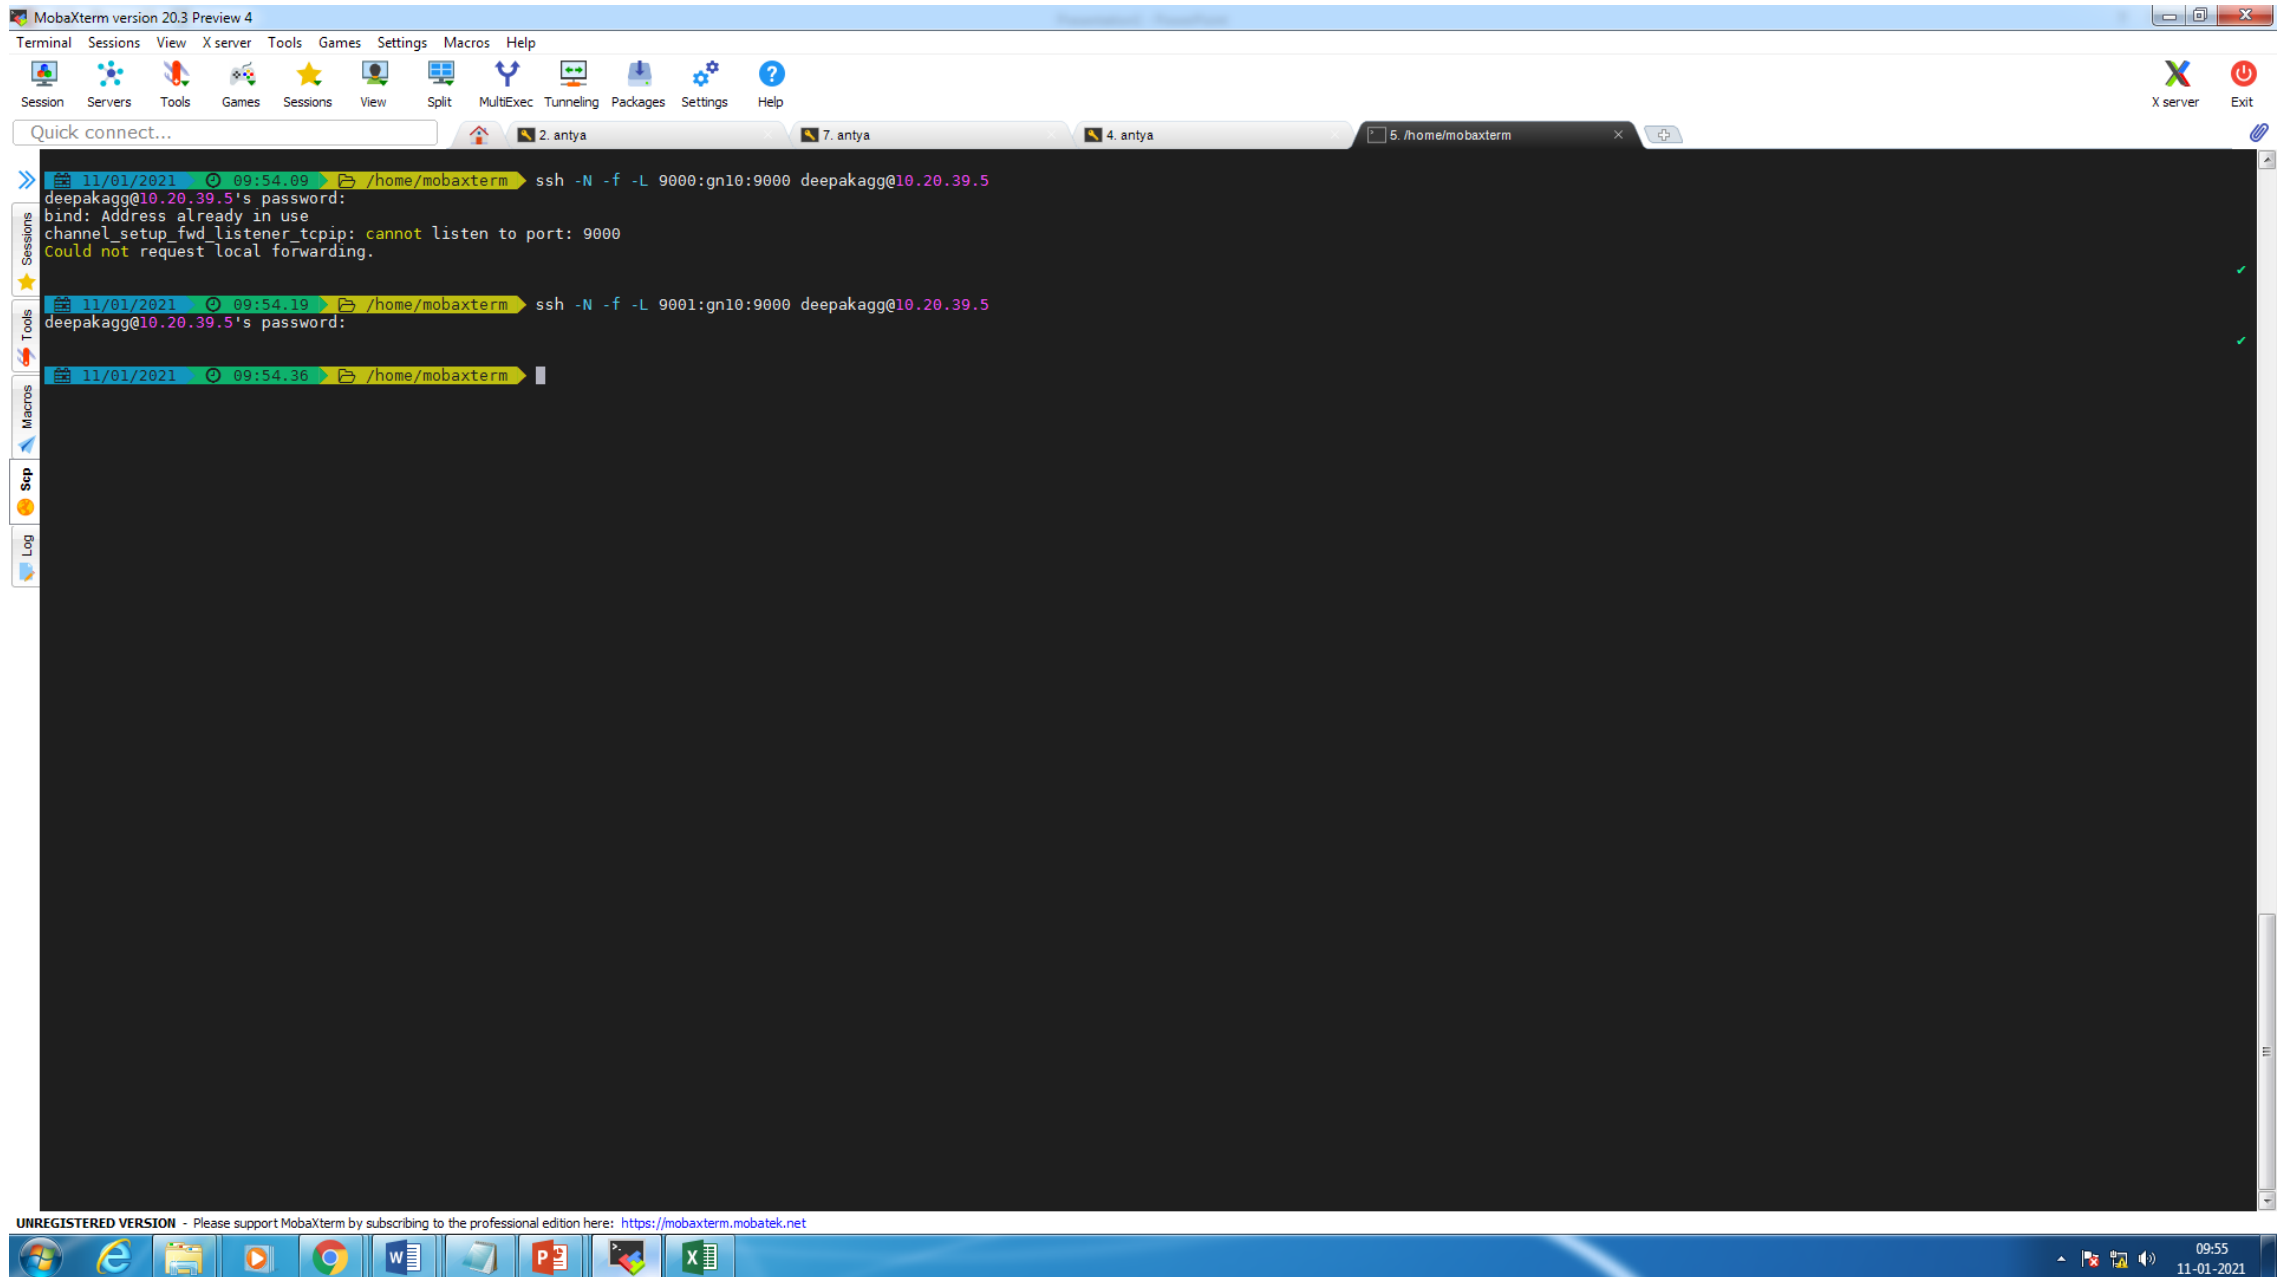 MobaXterm version 20.3 Preview 4
Terminal Sessions View X server Tools Games Settings Macros Help
Session Servers Tools Games Sessions View Split MultiExec Tunneling Packages Settings Help X server Exit
Quick connect... 2. antya 7. antya 4. antya 5. /home/mobaxterm
11/01/2021 09:54.09 /home/mobaxterm ssh -N -f -L 9000:gn10:9000 deepakagg@10.20.39.5
deepakagg@10.20.39.5's password:
bind: Address already in use
channel_setup_fwd_listener_tcpip: cannot listen to port: 9000
Could not request local forwarding.
11/01/2021 09:54.19 /home/mobaxterm ssh -N -f -L 9001:gn10:9000 deepakagg@10.20.39.5
deepakagg@10.20.39.5's password:
11/01/2021 09:54.36 /home/mobaxterm
Sessions
Tools
Macros
Scp
Log
UNREGISTERED VERSION - Please support MobaXterm by subscribing to the professional edition here: https://mobaxterm.mobatek.net
09:55
11-01-2021